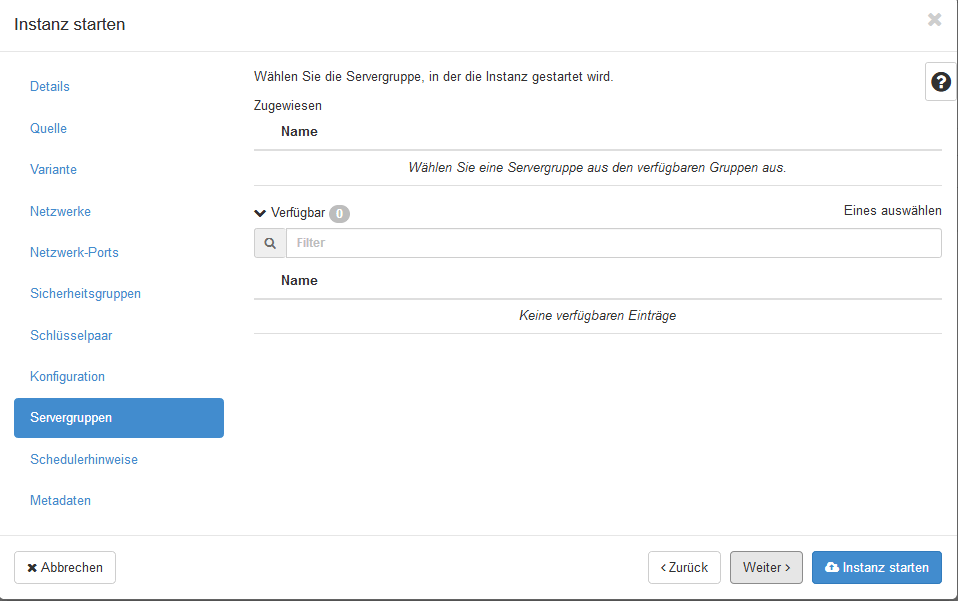 Instanz starten
Details
Quelle
Variante
Netzwerke
Netzwerk-Ports
Sicherheitsgruppen
Schlüsselpaar
Konfiguration
Servergruppen
Schedulerhinweise
Metadaten
Wählen Sie die Servergruppe, in der die Instanz gestartet wird.
Zugewiesen
Name
Wählen Sie eine Servergruppe aus den verfügbaren Gruppen aus.
Verfügbar 0 Eines auswählen
Filter
Name
Keine verfügbaren Einträge
Abbrechen
Zurück Weiter Instanz starten